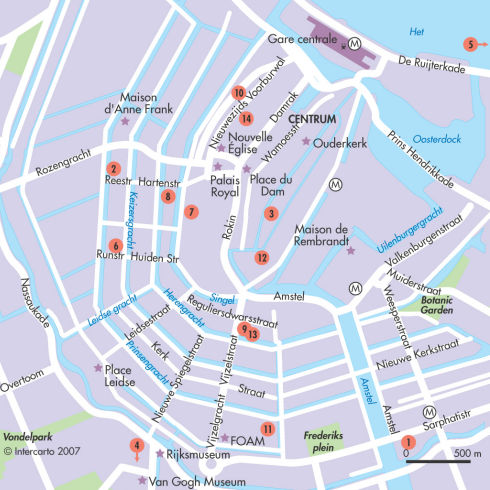 Het
Gare centrale
M
5
De Ruijterkade
10
Nieuwezijds Voorburwal
Maison
d'Anne Frank
14
Damrak
CENTRUM
Oosterdock
Prins Hendrikkade
Nouvelle
Église
Wamoesstr
Ouderkerk
Rozengracht
2
Reestr
Hartenstr
Palais
Royal
Place du
Dam
M
8
7
3
Keizersgracht
Rokin
Uilenburgergracht
Valkenburgenstraat
6
Runstr
Huiden Str
Maison de
Rembrandt
12
Nassaukade
Leidse gracht
Herengracht
Singel
Amstel
M
Muiderstraat
Botanic
Garden
Weesperstraat
Reguliersdwarsstraat
9
13
Leidsestraat
Kerk
Prinsengracht
Nieuwe Spiegelstraat
Vijzelstraat
Nieuwe Kerkstraat
Place
Leidse
Overtoom
Straat
Amstel
Amstel
M
Sarphatistr
Vondelpark
© Intercarto 2007
4
Rijksmuseum
Vijzelgracht
FOAM
11
Frederiks
plein
1
Van Gogh Museum
0
500 m